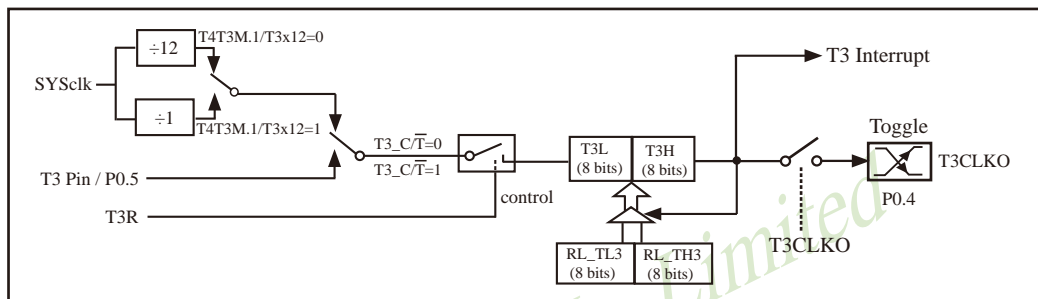 ÷12
T4T3M.1/T3x12=0
SYSclk
÷1
T4T3M.1/T3x12=1
T3 Pin / P0.5
T3_C/T̅=0
T3_C/T̅=1
T3R
control
T3L
(8 bits)
T3H
(8 bits)
RL_TL3
(8 bits)
RL_TH3
(8 bits)
T3 Interrupt
Toggle
T3CLKO
P0.4
T3CLKO
Limited